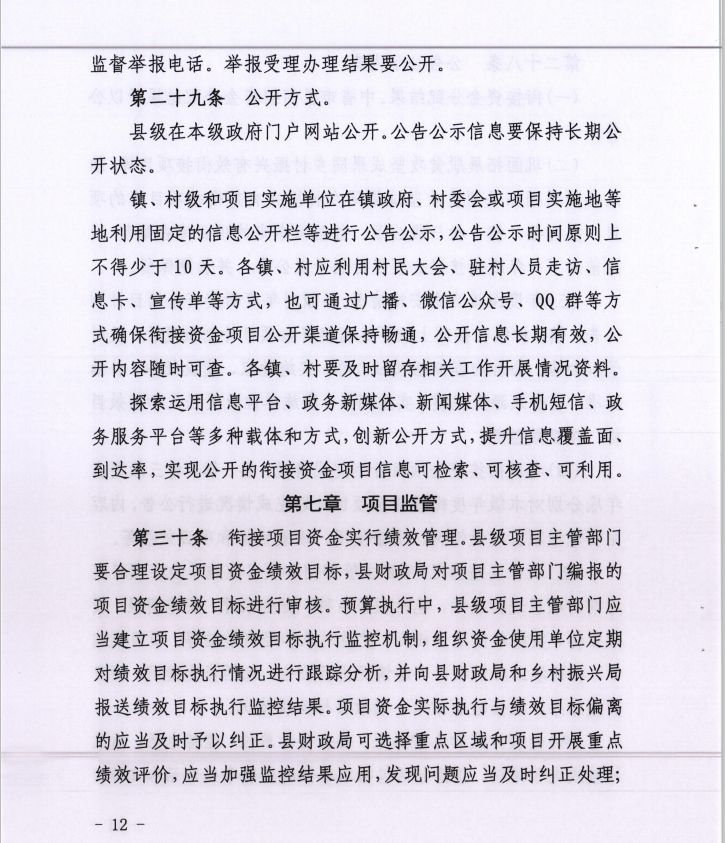 监督举报电话。举报受理办理结果要公开。
第二十九条 公开方式。
县级在本级政府门户网站公开。公告公示信息要保持长期公
开状态。
镇、村级和项目实施单位在镇政府、村委会或项目实施地等
地利用固定的信息公开栏等进行公告公示,公告公示时间原则上
不得少于 10 天。各镇、村应利用村民大会、驻村人员走访、信
息卡、宣传单等方式，也可通过广播、微信公众号、QQ 群等方
式确保衔接资金项目公开渠道保持畅通,公开信息长期有效,公
开内容随时可查。各镇、村要及时留存相关工作开展情况资料。
探索运用信息平台、政务新媒体、新闻媒体、手机短信、政
务服务平台等多种载体和方式,创新公开方式,提升信息覆盖面、
到达率,实现公开的衔接资金项目信息可检索、可核查、可利用。
第七章 项目监管
第三十条 衔接项目资金实行绩效管理。县级项目主管部门
要合理设定项目资金绩效目标,县财政局对项目主管部门编报的
项目资金绩效目标进行审核。预算执行中,县级项目主管部门应
当建立项目资金绩效目标执行监控机制,组织资金使用单位定期
对绩效目标执行情况进行跟踪分析,并向县财政局和乡村振兴局
报送绩效目标执行监控结果。项目资金实际执行与绩效目标偏离
的应当及时予以纠正。县财政局可选择重点区域和项目开展重点
绩效评价,应当加强监控结果应用,发现问题应当及时纠正处理;
- 12 -